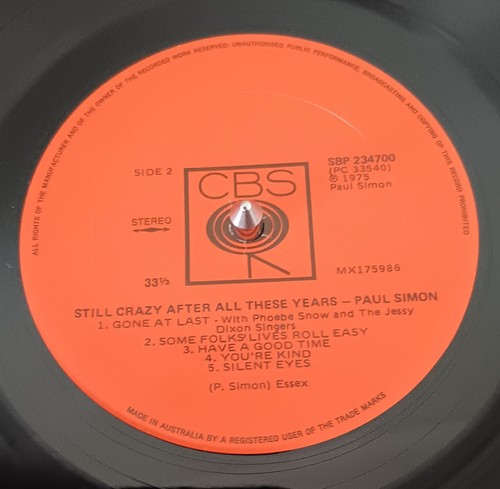 ALL RIGHTS OF THE MANUFACTURER AND OF THE OWNER OF THE RECORDED WORK RESERVED. UNAUTHORISED PUBLIC PERFORMANCE, BROADCASTING AND COPYING OF THIS RECORD PROHIBITED
SIDE 2
CBS
SBP 234700
(PC 33540)
℗ 1975
Paul Simon
STEREO
33⅓
MX175986
STILL CRAZY AFTER ALL THESE YEARS — PAUL SIMON
1. GONE AT LAST - With Phoebe Snow and The Jessy
Dixon Singers
2. SOME FOLKS' LIVES ROLL EASY
3. HAVE A GOOD TIME
4. YOU'RE KIND
5. SILENT EYES
(P. Simon) Essex
MADE IN AUSTRALIA BY A REGISTERED USER OF THE TRADE MARKS